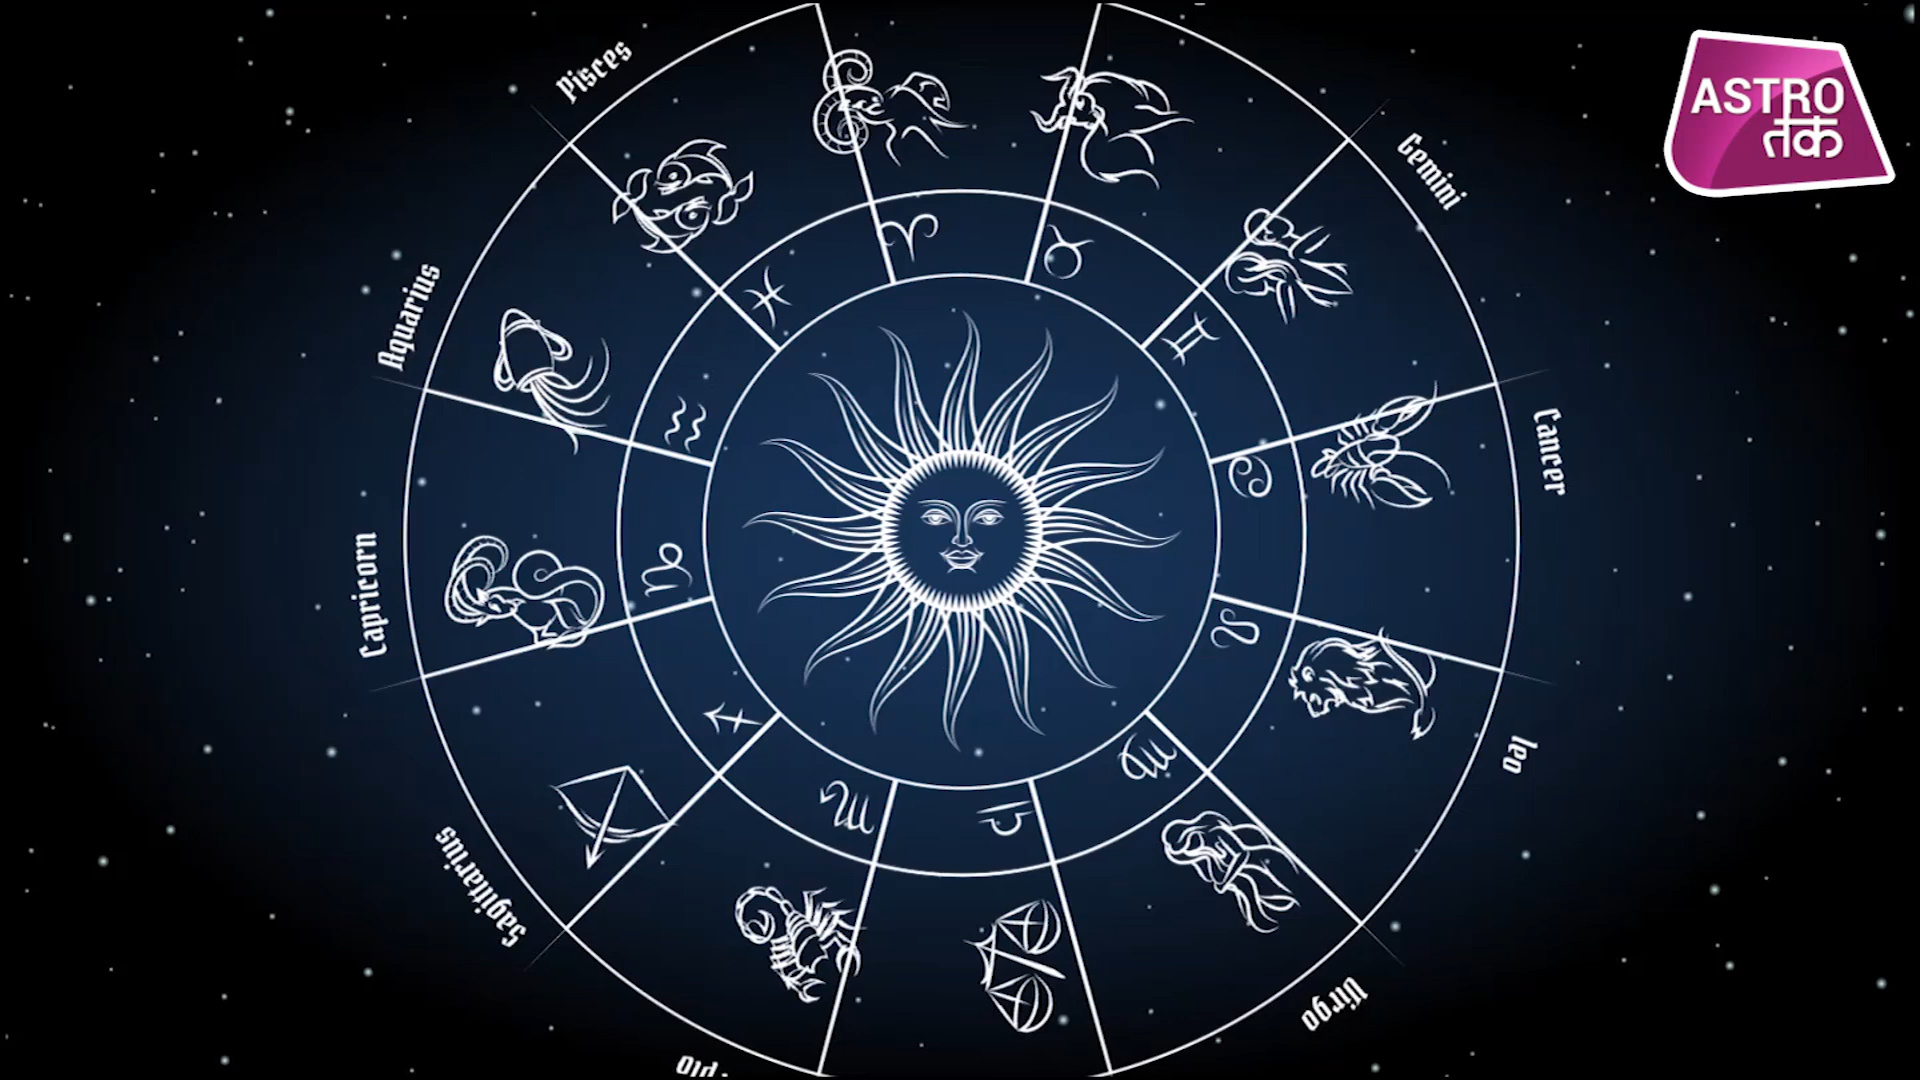 ASTRO
तक
Pisces
Gemini
Aquarius
Cancer
Capricorn
leo
Sagittarius
Virgo